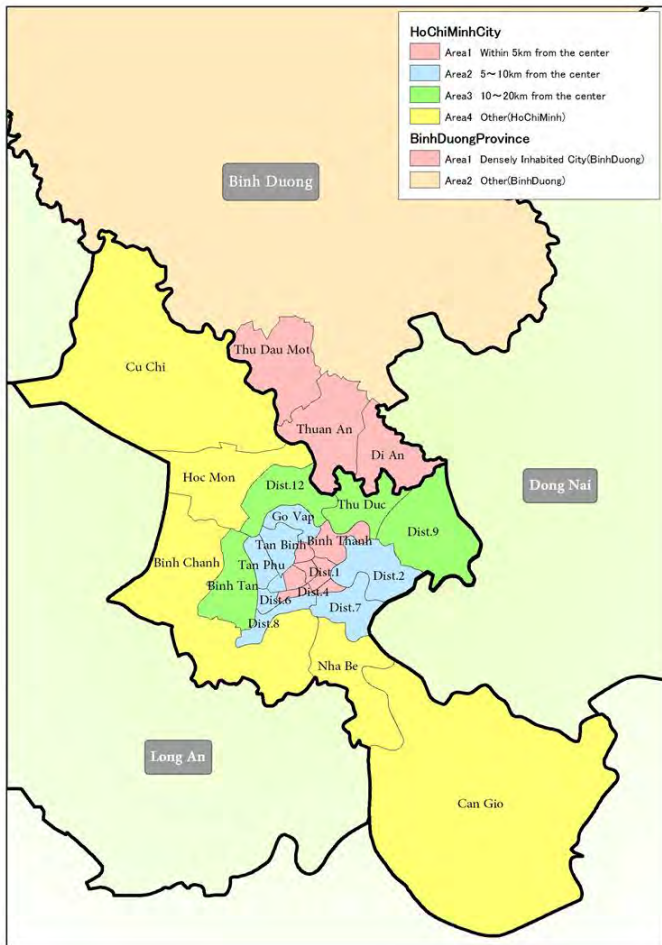 HoChiMinhCity
Area1 Within 5km from the center
Area2 5～10km from the center
Area3 10～20km from the center
Area4 Other(HoChiMinh)
BinhDuongProvince
Area1 Densely Inhabited City(BinhDuong)
Area2 Other(BinhDuong)
Binh Duong
Thu Dau Mot
Cu Chi
Thuan An
Di An
Hoc Mon
Dist.12
Thu Duc
Dong Nai
Go Vap
Dist.9
Tan Binh
Binh Thanh
Binh Chanh
Tan Phu
Dist.1
Dist.2
Binh Tan
Dist.4
Dist.6
Dist.7
Dist.8
Nha Be
Long An
Can Gio